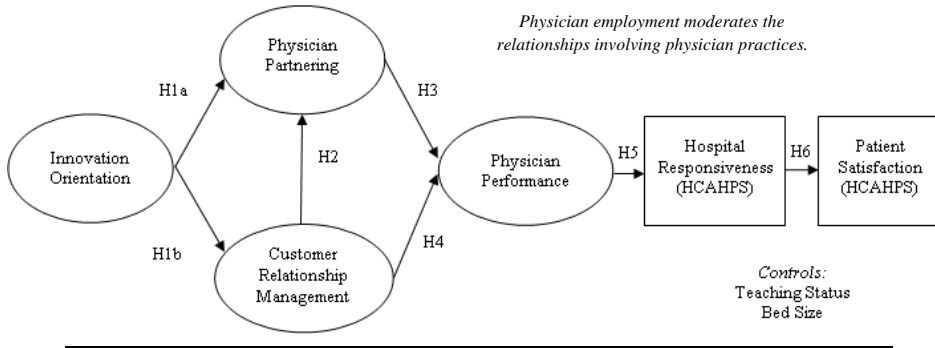 Physician employment moderates the
relationships involving physician practices.
Physician
Partnering
H1a
H3
Innovation
Orientation
H2
Physician
Performance
H5
Hospital
Responsiveness
(HCAHPS)
H6
Patient
Satisfaction
(HCAHPS)
H1b
H4
Customer
Relationship
Management
Controls:
Teaching Status
Bed Size